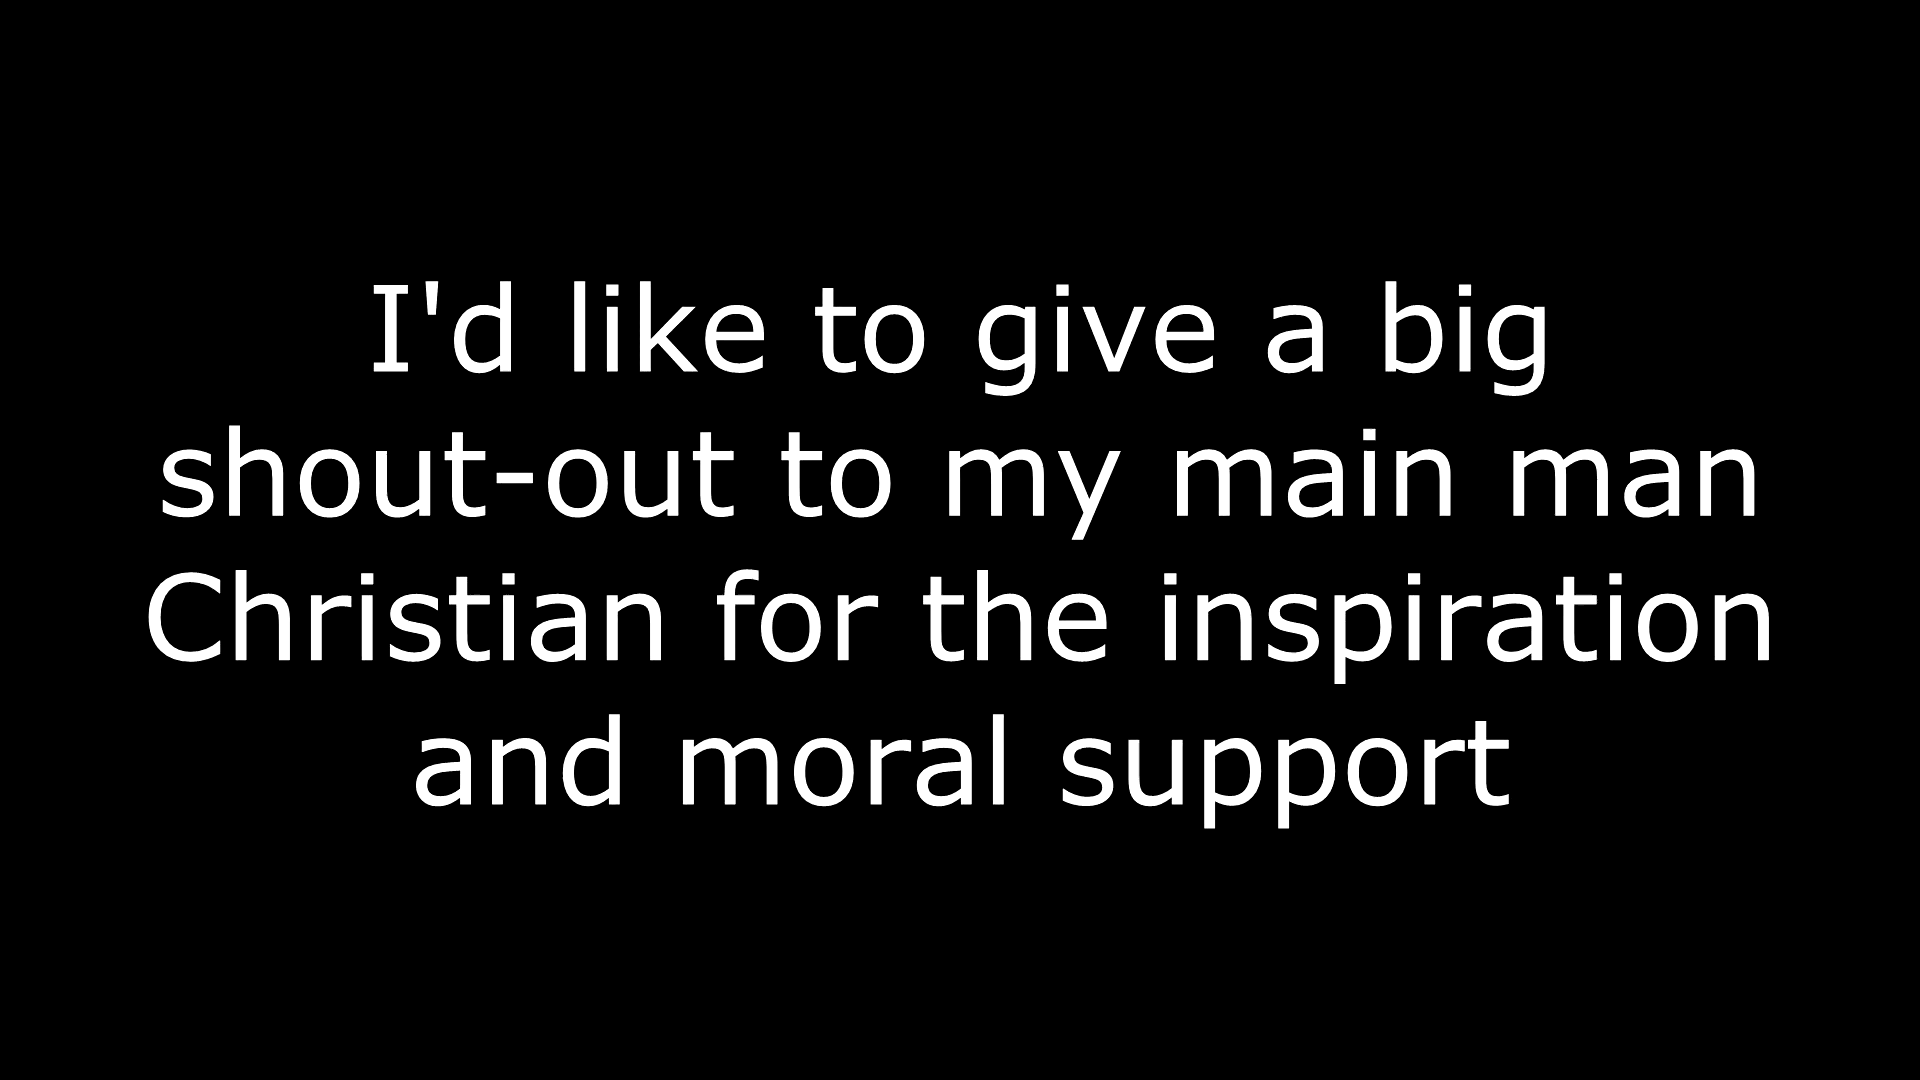 I'd like to give a big
shout-out to my main man
Christian for the inspiration
and moral support